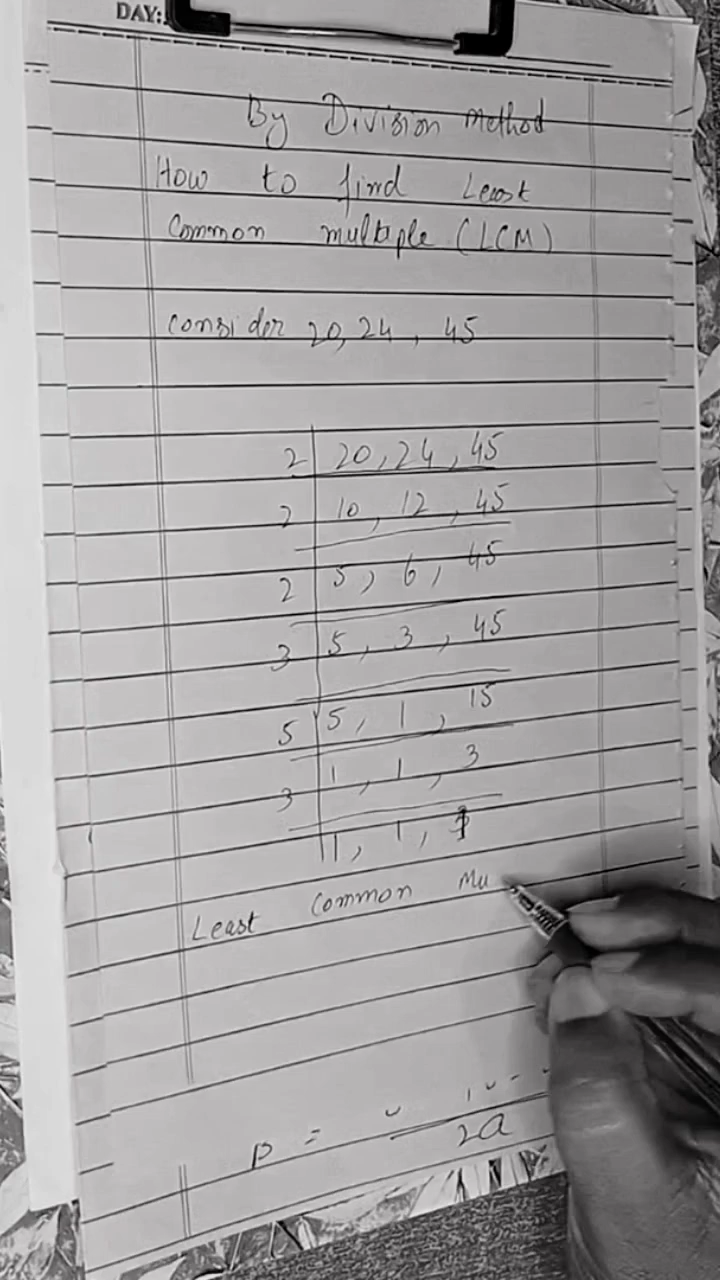 DAY:
By Division Method
How to find Least
Common multiple (LCM)
Consider 20, 24, 45
2 | 20, 24, 45
2 | 10, 12, 45
2 | 5, 6, 45
3 | 5, 3, 45
5 | 5, 1, 15
3 | 1, 1, 3
1, 1, 1
Least Common Mu
p =
2a